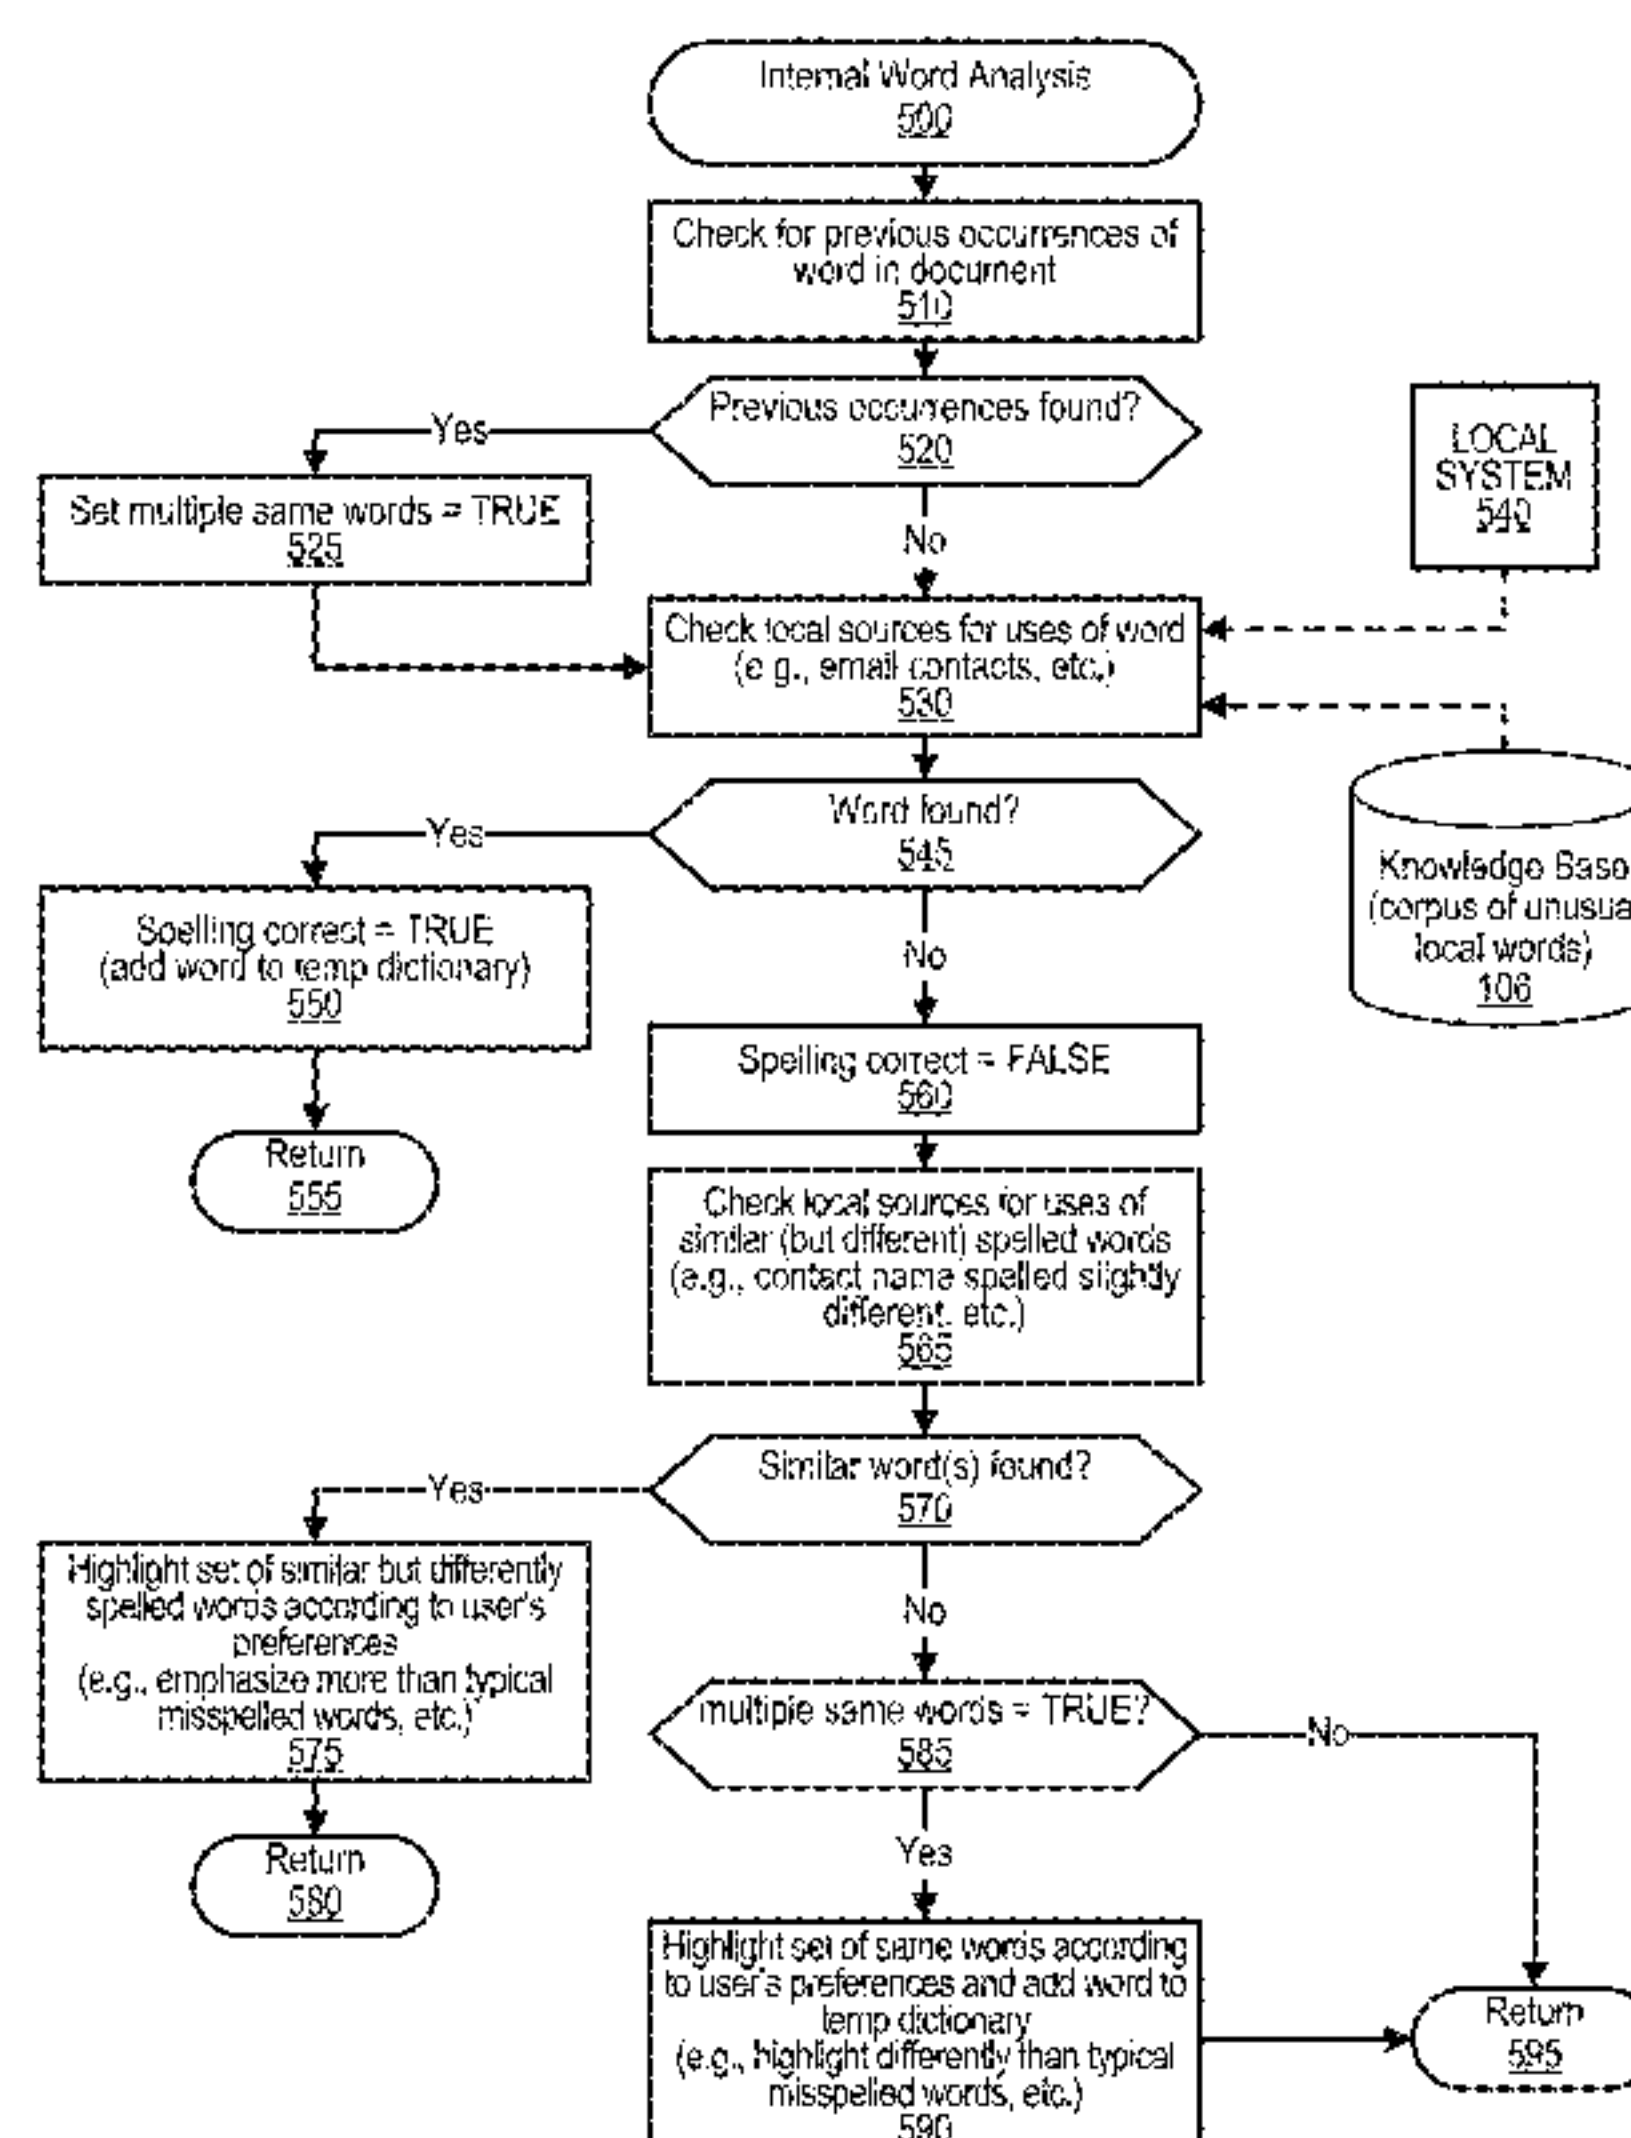 Internal Word Analysis
500
Check for previous occurrences of
word in document
510
Previous occurrences found?
520
Yes
No
Set multiple same words = TRUE
525
LOCAL
SYSTEM
540
Check local sources for uses of word
(e.g., email contacts, etc.)
530
Word found?
545
Yes
No
Knowledge Base
(corpus of unusua
local words)
106
Spelling correct = TRUE
(add word to temp dictionary)
550
Return
555
Spelling correct = FALSE
560
Check local sources for uses of
similar (but different) spelled words
(e.g., contact name spelled slightly
different, etc.)
565
Similar word(s) found?
570
Yes
No
Highlight set of similar but differently
spelled words according to user's
preferences
(e.g., emphasize more than typical
misspelled words, etc.)
575
Return
580
multiple same words = TRUE?
585
No
Yes
Highlight set of same words according
to user's preferences and add word to
temp dictionary
(e.g., highlight differently than typical
misspelled words, etc.)
590
Return
595